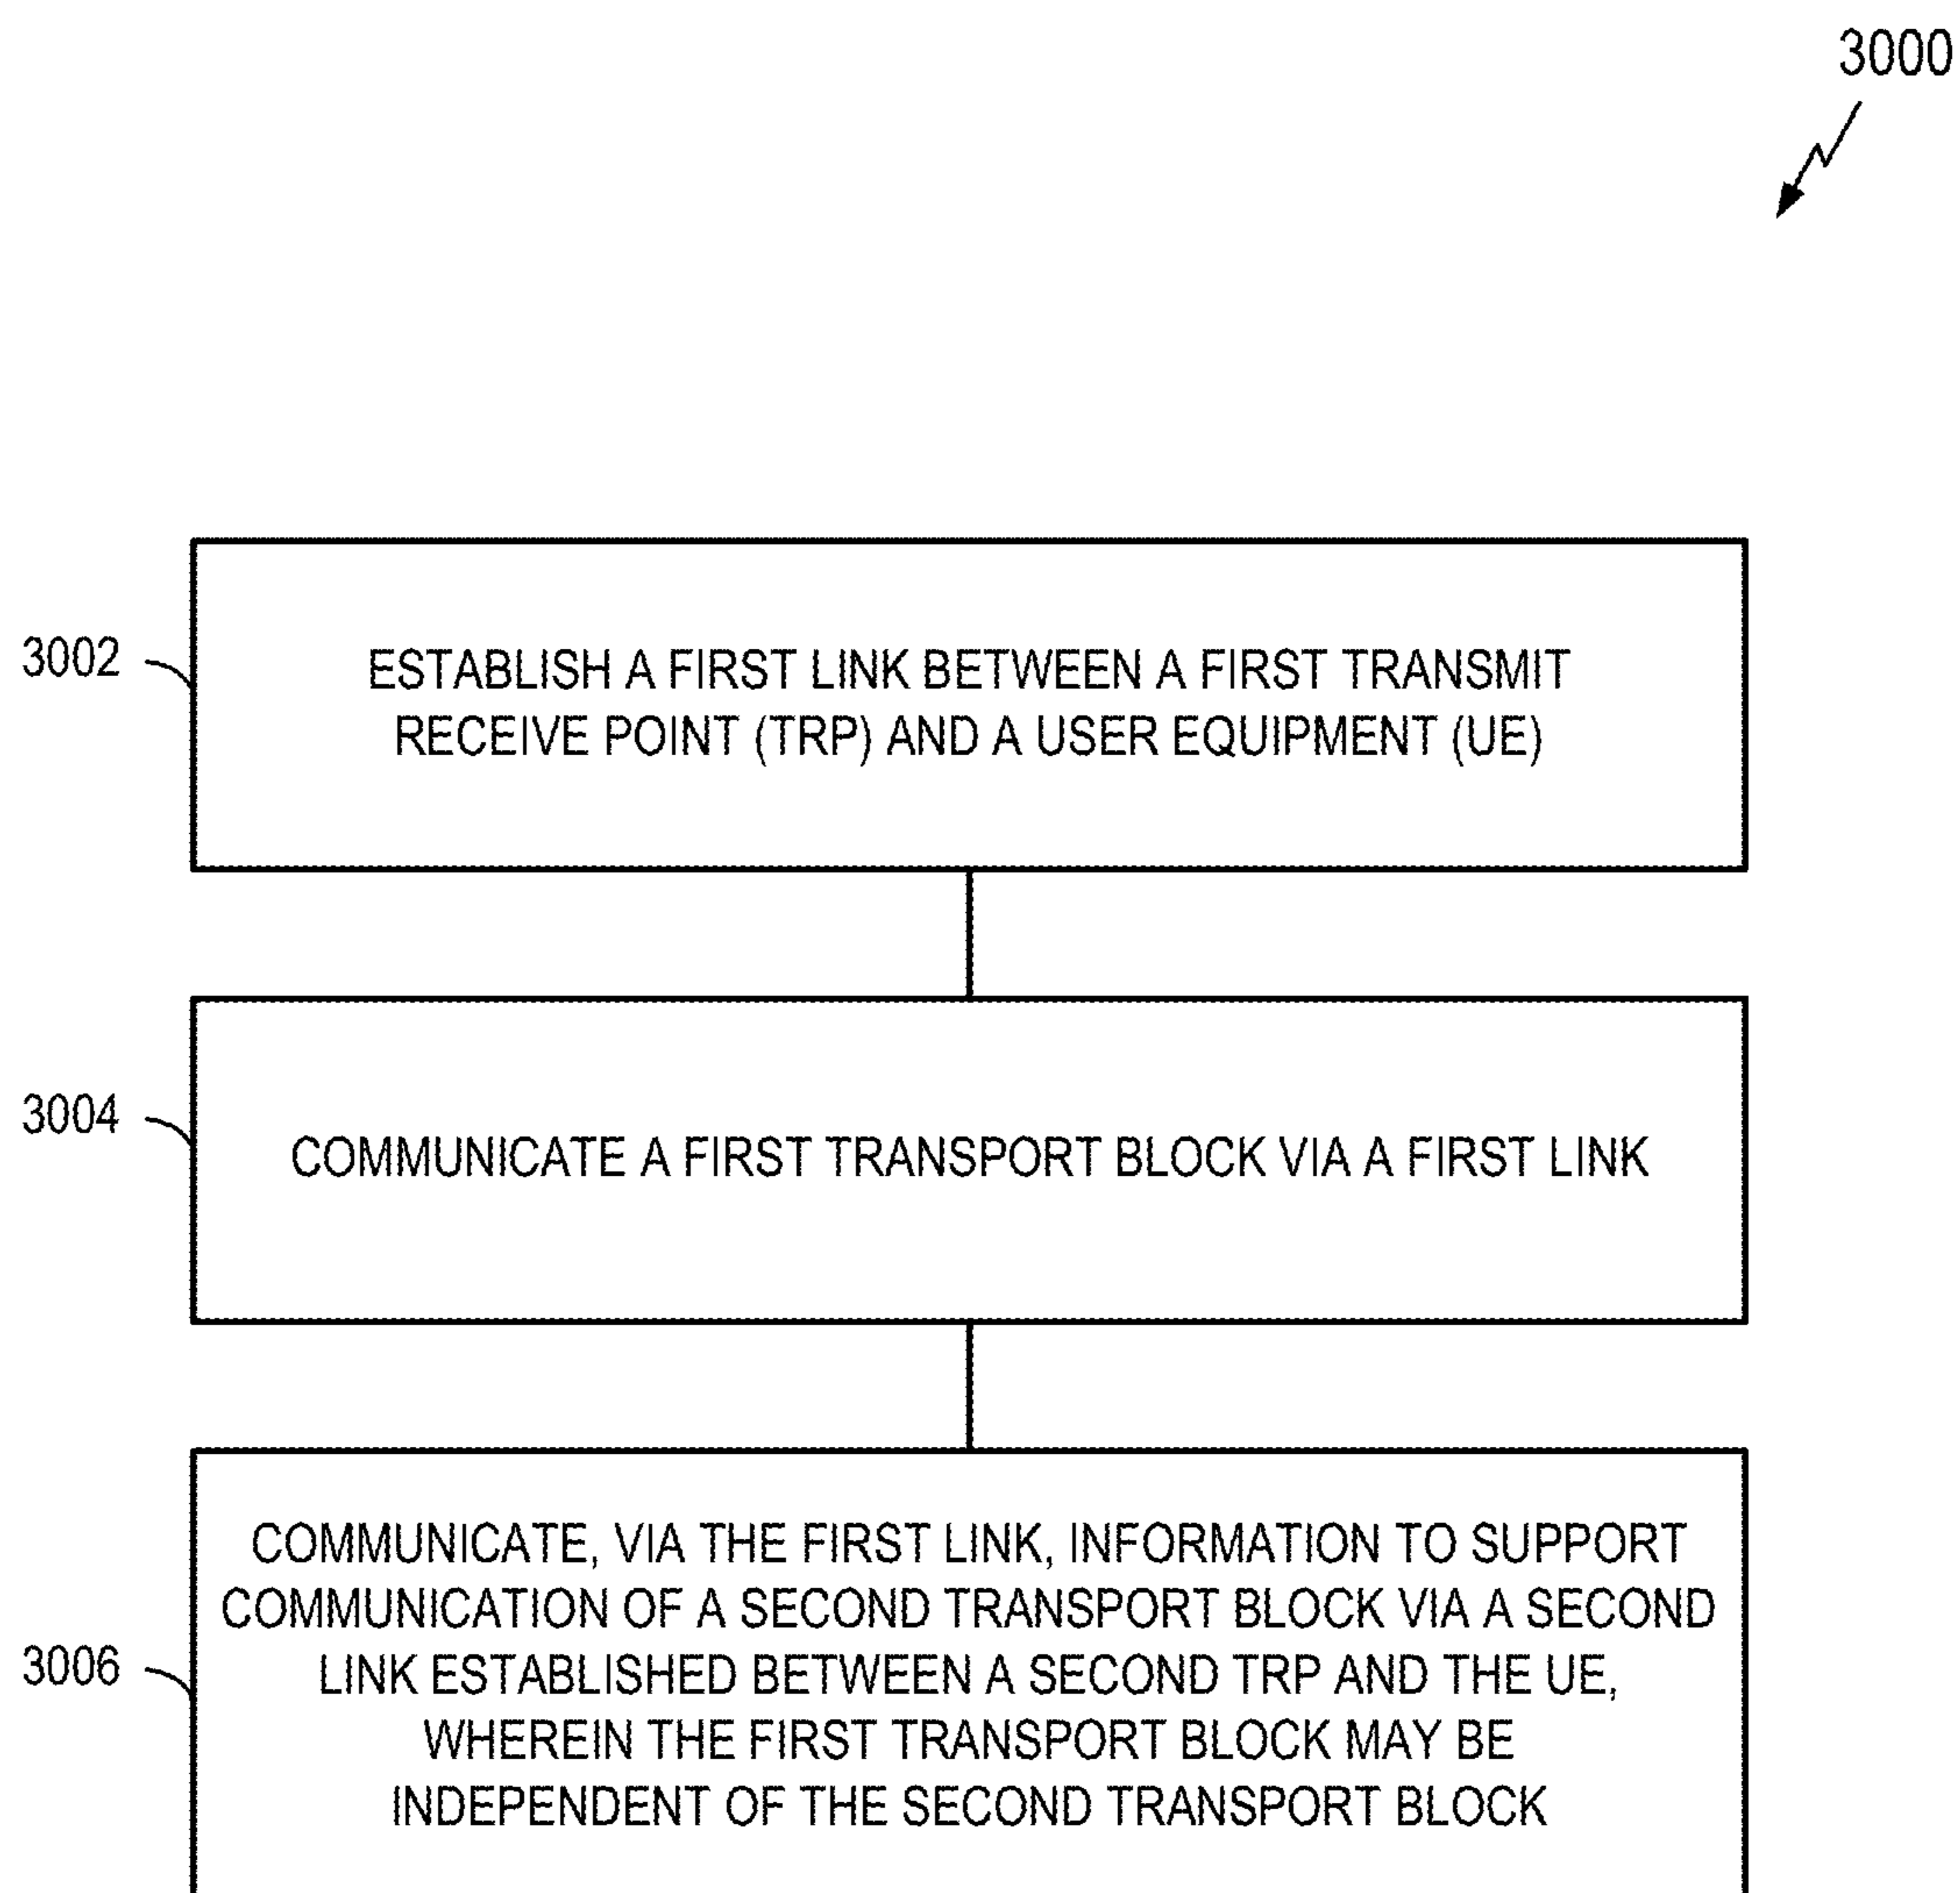 3000
3002
ESTABLISH A FIRST LINK BETWEEN A FIRST TRANSMIT
RECEIVE POINT (TRP) AND A USER EQUIPMENT (UE)
3004
COMMUNICATE A FIRST TRANSPORT BLOCK VIA A FIRST LINK
3006
COMMUNICATE, VIA THE FIRST LINK, INFORMATION TO SUPPORT
COMMUNICATION OF A SECOND TRANSPORT BLOCK VIA A SECOND
LINK ESTABLISHED BETWEEN A SECOND TRP AND THE UE,
WHEREIN THE FIRST TRANSPORT BLOCK MAY BE
INDEPENDENT OF THE SECOND TRANSPORT BLOCK